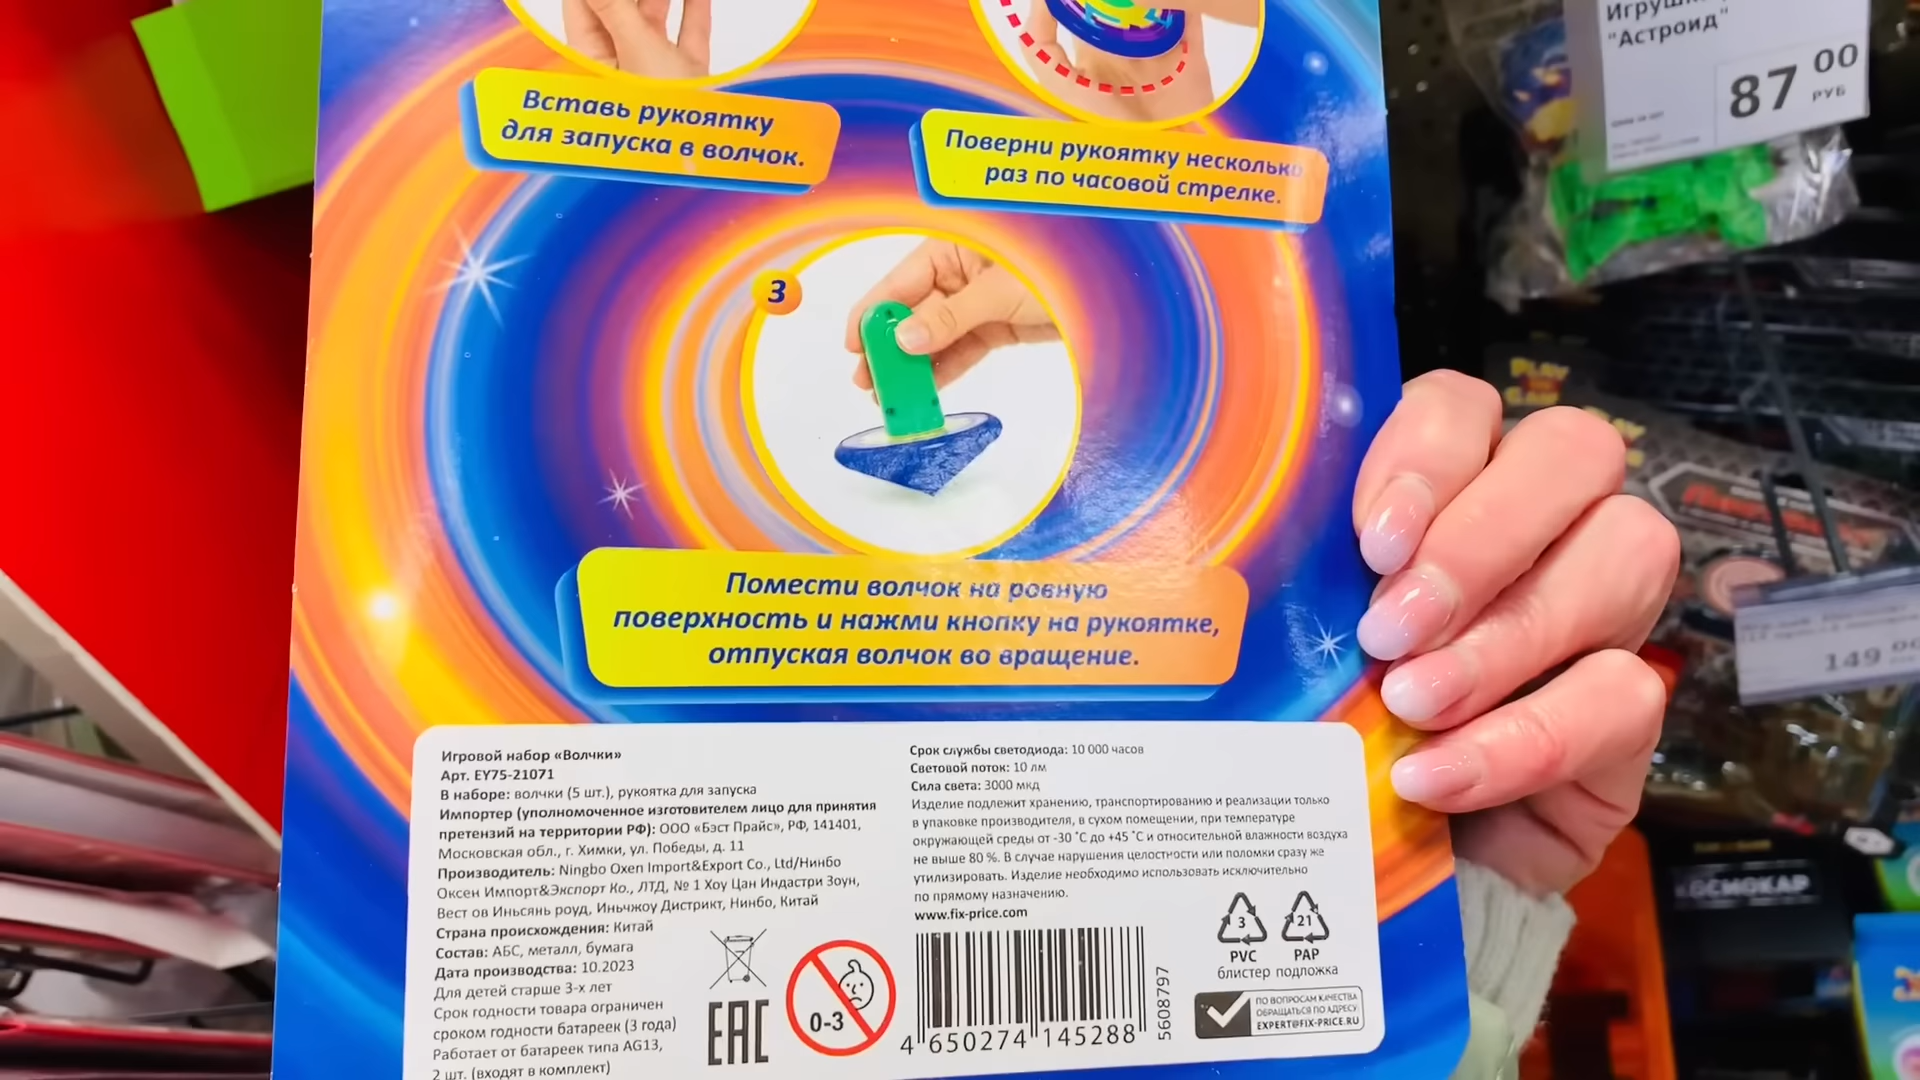 Вставь рукоятку
для запуска в волчок.
Поверни рукоятку несколько
раз по часовой стрелке.
3
Помести волчок на ровную
поверхность и нажми кнопку на рукоятке,
отпуская волчок во вращение.
Игровой набор «Волчки»
Арт. EY75-21071
В наборе: волчки (5 шт.), рукоятка для запуска
Импортер (уполномоченное изготовителем лицо для принятия
претензий на территории РФ): ООО «Бэст Прайс», РФ, 141401,
Московская обл., г. Химки, ул. Победы, д. 11
Производитель: Ningbo Oxen Import&Export Co., Ltd/Нинбо
Оксен Импорт&Экспорт Ко., ЛТД, № 1 Хоу Цан Индастри Зоун,
Вест ов Иньсянь роуд, Иньчжоу Дистрикт, Нинбо, Китай
Страна происхождения: Китай
Состав: АБС, металл, бумага
Дата производства: 10.2023
Для детей старше 3-х лет
Срок годности товара ограничен
сроком годности батареек (3 года)
Работает от батареек типа AG13,
2 шт. (входят в комплект)
EAC
0-3
Срок службы светодиода: 10 000 часов
Световой поток: 10 лм
Сила света: 3000 мкд
Изделие подлежит хранению, транспортированию и реализации только
в упаковке производителя, в сухом помещении, при температуре
окружающей среды от -30 °C до +45 °C и относительной влажности воздуха
не выше 80 %. В случае нарушения целостности или поломки сразу же
утилизировать. Изделие необходимо использовать исключительно
по прямому назначению.
www.fix-price.com
4 650274 145288
5608797
3
21
PVC
PAP
блистер
подложка
ПО ВОПРОСАМ КАЧЕСТВА
ОБРАЩАТЬСЯ ПО АДРЕСУ:
EXPERT@FIX-PRICE.RU
"Астроид"
87 00
РУБ
PLAY
149 00